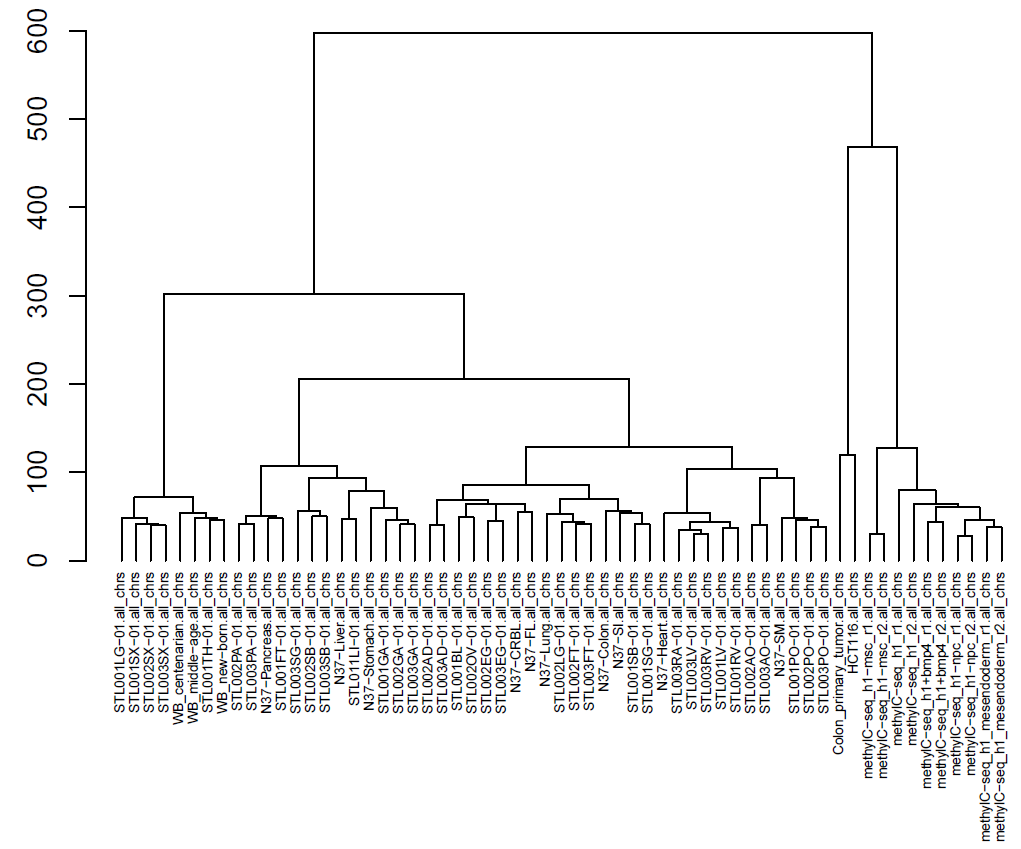 600
500
400
300
200
100
0
STL001LG−01.all_chrs
STL001SX−01.all_chrs
STL002SX−01.all_chrs
STL003SX−01.all_chrs
WB_centenarian.all_chrs
WB_middle−age.all_chrs
STL001TH−01.all_chrs
WB_new−born.all_chrs
STL002PA−01.all_chrs
STL003PA−01.all_chrs
N37−Pancreas.all_chrs
STL001FT−01.all_chrs
STL003SG−01.all_chrs
STL002SB−01.all_chrs
STL003SB−01.all_chrs
N37−Liver.all_chrs
STL011LI−01.all_chrs
N37−Stomach.all_chrs
STL001GA−01.all_chrs
STL002GA−01.all_chrs
STL003GA−01.all_chrs
STL002AD−01.all_chrs
STL003AD−01.all_chrs
STL001BL−01.all_chrs
STL002OV−01.all_chrs
STL002EG−01.all_chrs
STL003EG−01.all_chrs
N37−CRBL.all_chrs
N37−FL.all_chrs
N37−Lung.all_chrs
STL002LG−01.all_chrs
STL002FT−01.all_chrs
STL003FT−01.all_chrs
N37−Colon.all_chrs
N37−SI.all_chrs
STL001SB−01.all_chrs
STL001SG−01.all_chrs
N37−Heart.all_chrs
STL003RA−01.all_chrs
STL003LV−01.all_chrs
STL003RV−01.all_chrs
STL001LV−01.all_chrs
STL001RV−01.all_chrs
STL002AO−01.all_chrs
STL003AO−01.all_chrs
N37−SM.all_chrs
STL001PO−01.all_chrs
STL002PO−01.all_chrs
STL003PO−01.all_chrs
Colon_primary_tumor.all_chrs
HCT116.all_chrs
methylC−seq_h1−msc_r1.all_chrs
methylC−seq_h1−msc_r2.all_chrs
methylC−seq_h1_r1.all_chrs
methylC−seq_h1_r2.all_chrs
methylC−seq_h1+bmp4_r1.all_chrs
methylC−seq_h1+bmp4_r2.all_chrs
methylC−seq_h1−npc_r1.all_chrs
methylC−seq_h1−npc_r2.all_chrs
methylC−seq_h1_mesendoderm_r1.all_chrs
methylC−seq_h1_mesendoderm_r2.all_chrs